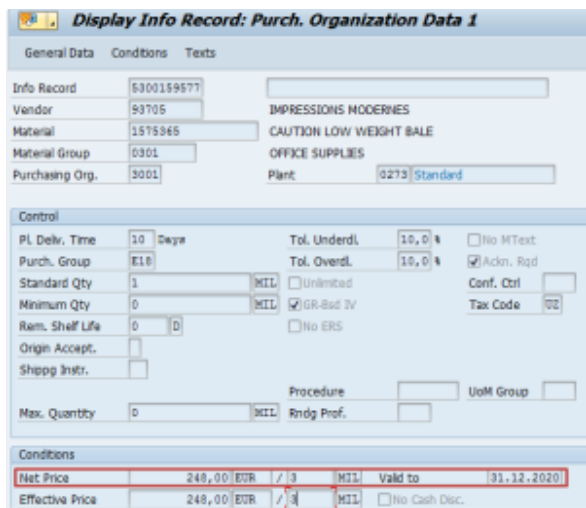 Display Info Record: Purch. Organization Data 1
General Data Conditions Texts
Info Record 5300159577
Vendor 93705 IMPRESSIONS MODERNES
Material 1575365 CAUTION LOW WEIGHT BALE
Material Group 0301 OFFICE SUPPLIES
Purchasing Org. 3001 Plant 0273 Standard
Control
Pl. Deliv. Time 10 Days Tol. Underdl. 10,0 % No MText
Purch. Group E18 Tol. Overdl. 10,0 % Ackn. Rqd
Standard Qty 1 MIL Unlimited Conf. Ctrl
Minimum Qty 0 MIL GR-Bsd IV Tax Code
Rem. Shelf Life 0 D No ERS
Origin Accept.
Shippg Instr.
Procedure UoM Group
Max. Quantity 0 MIL Rndg Prof.
Conditions
Net Price 248,00 EUR / 3 MIL Valid to 31.12.2020
Effective Price 248,00 EUR / 3 MIL No Cash Disc.